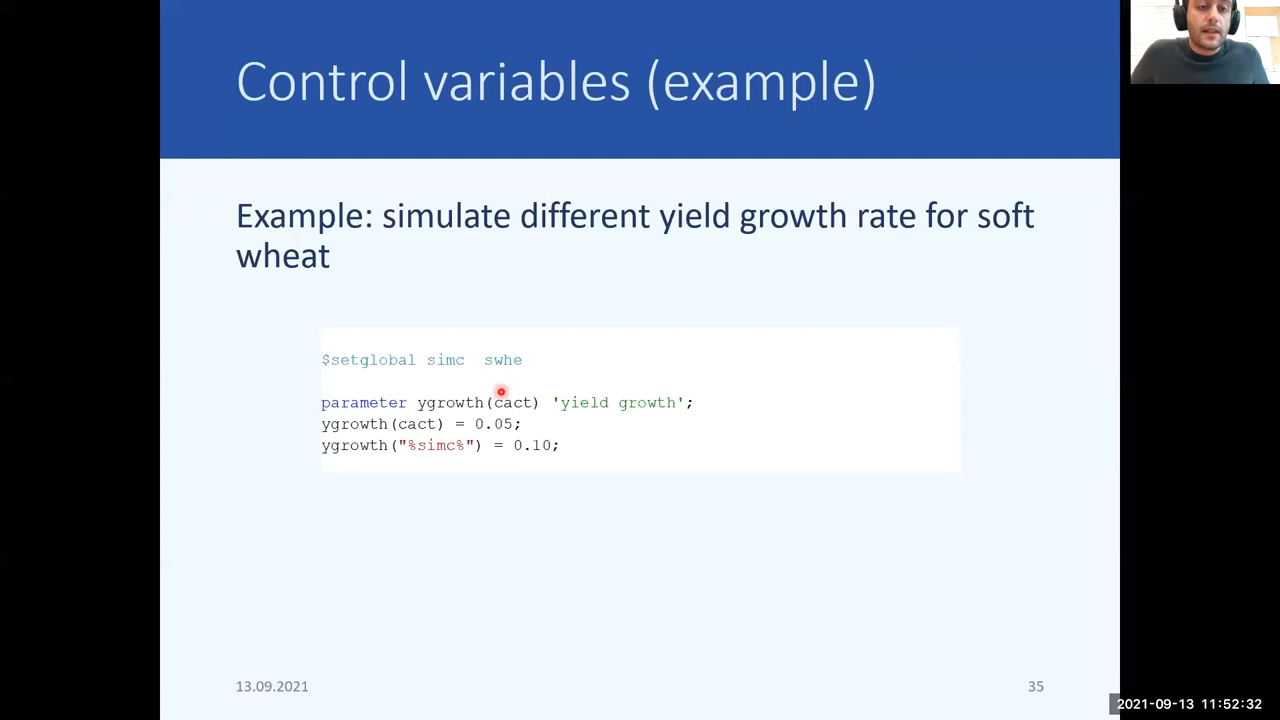 Control variables (example)
Example: simulate different yield growth rate for soft
wheat
$setglobal simc  swhe
parameter ygrowth(cact) 'yield growth';
ygrowth(cact) = 0.05;
ygrowth("%simc%") = 0.10;
13.09.2021
35
2021-09-13 11:52:32